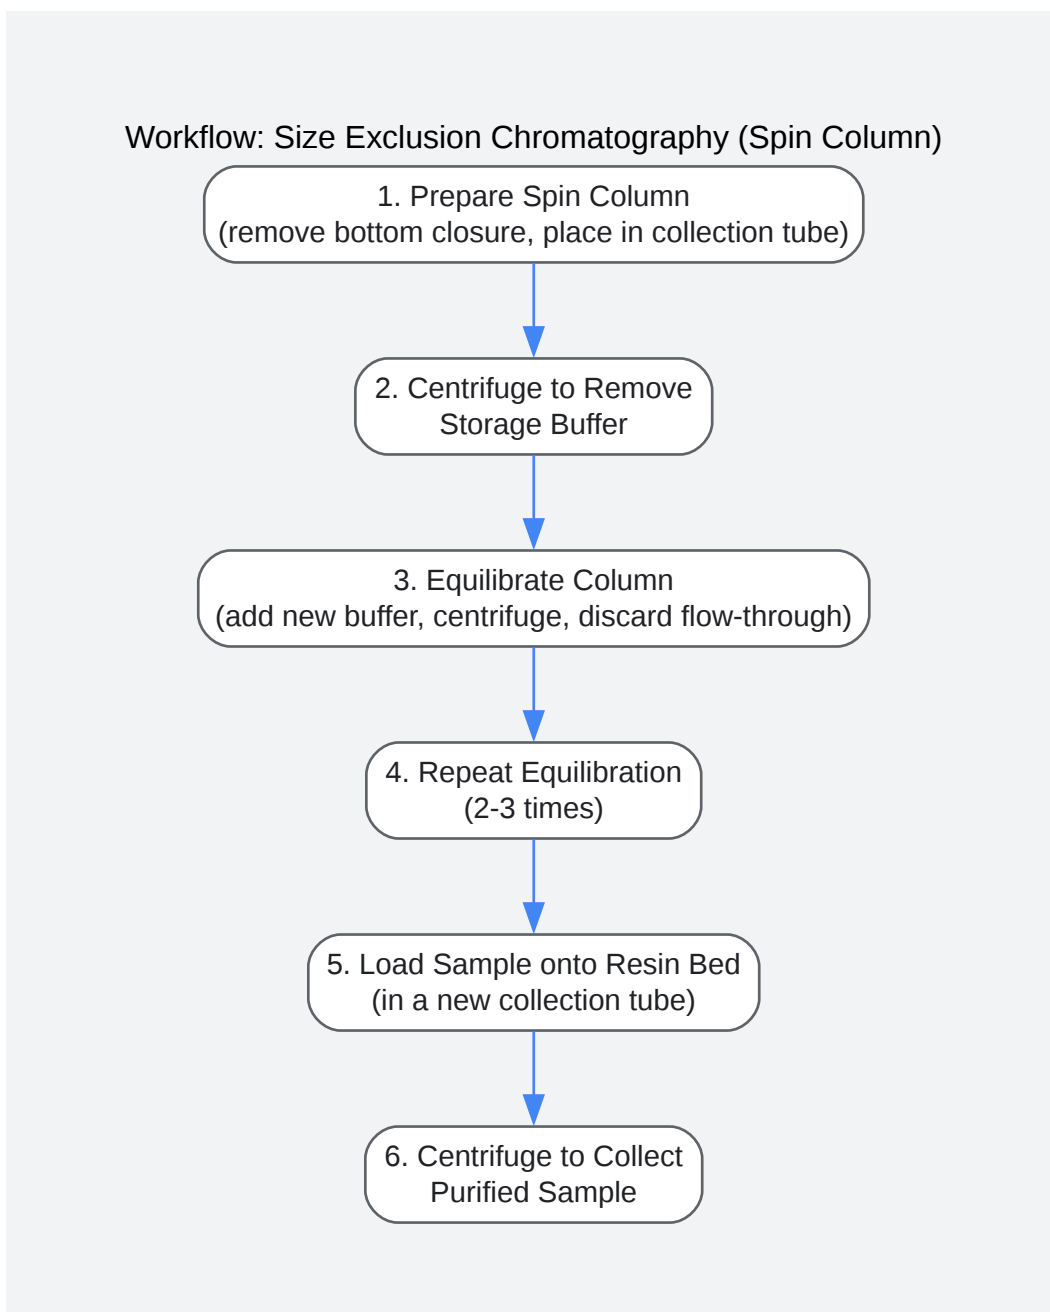 Workflow: Size Exclusion Chromatography (Spin Column)
1. Prepare Spin Column
(remove bottom closure, place in collection tube)
2. Centrifuge to Remove
Storage Buffer
3. Equilibrate Column
(add new buffer, centrifuge, discard flow-through)
4. Repeat Equilibration
(2-3 times)
5. Load Sample onto Resin Bed
(in a new collection tube)
6. Centrifuge to Collect
Purified Sample